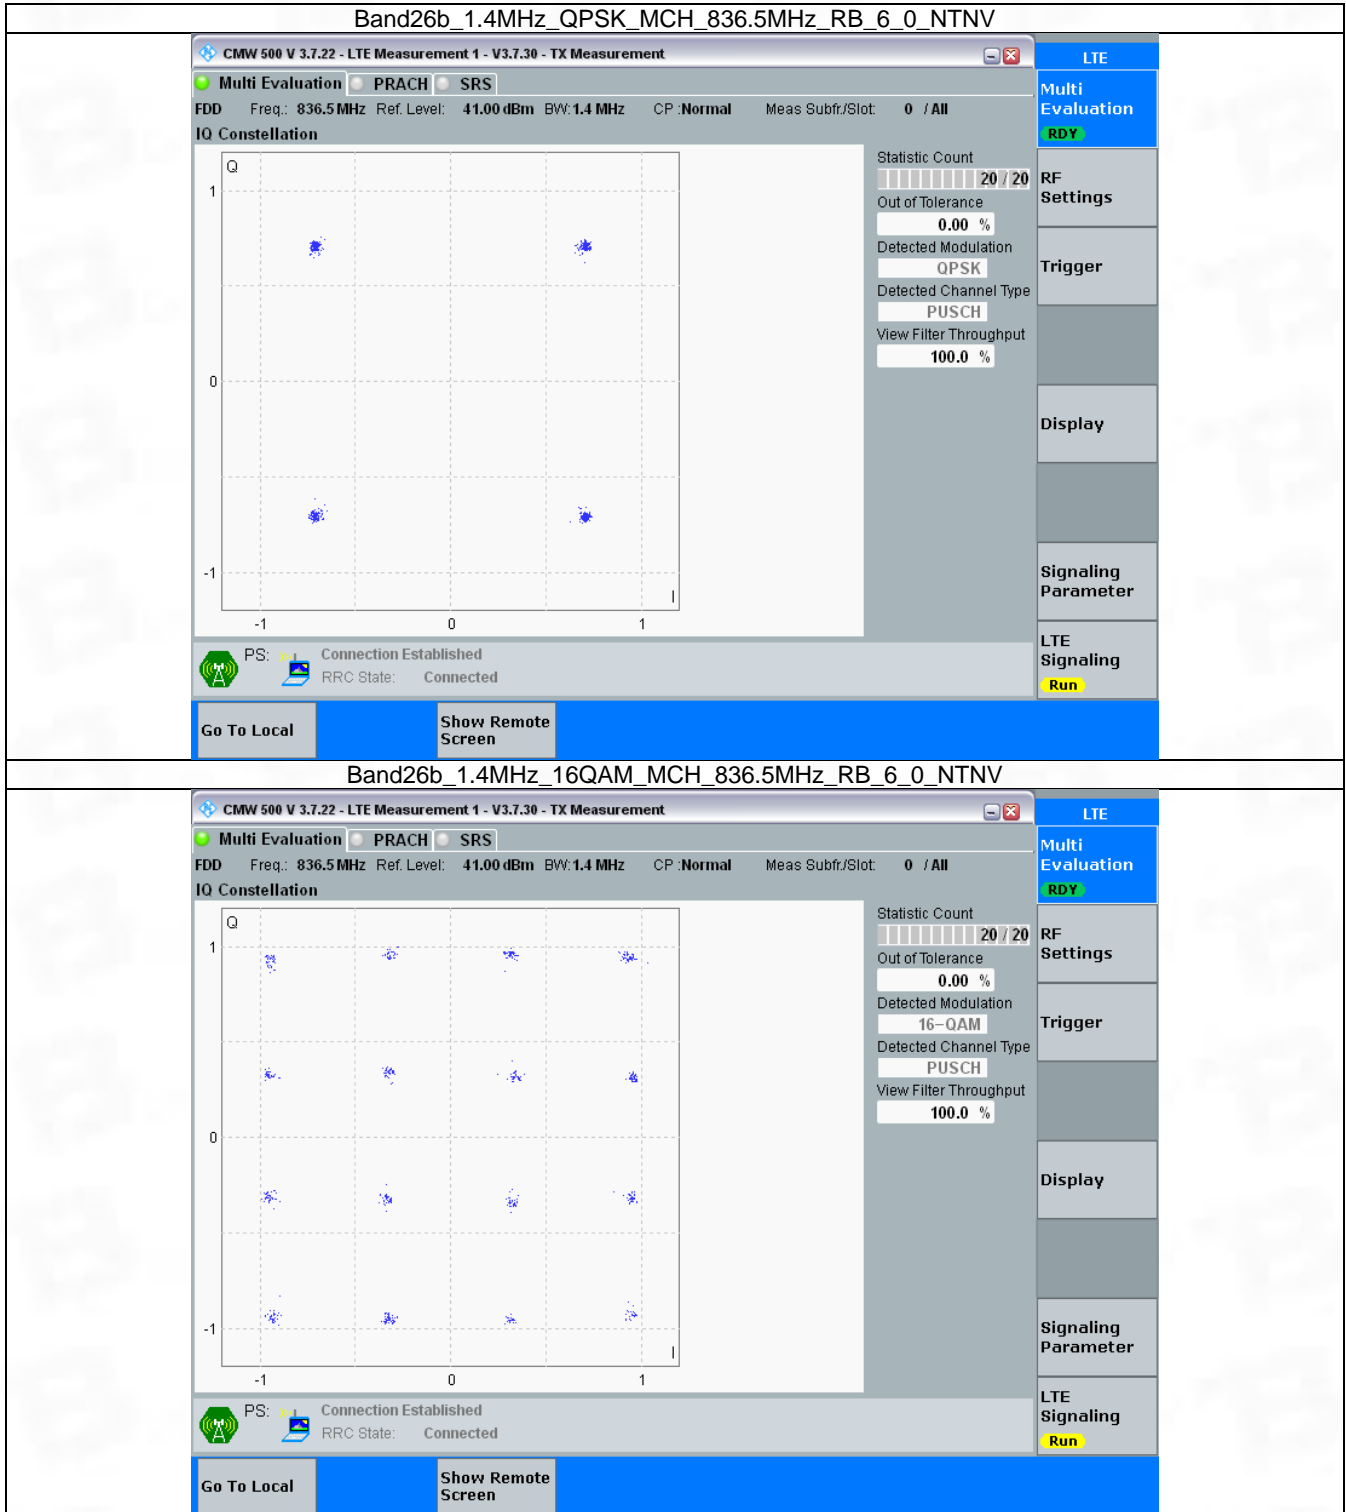 Band26b_1.4MHz_QPSK_MCH_836.5MHz_RB_6_0_NTNV
CMW 500 V 3.7.22 - LTE Measurement 1 - V3.7.30 - TX Measurement
LTE
Multi Evaluation PRACH SRS
Multi
Evaluation
RDY
FDD Freq.: 836.5 MHz Ref. Level: 41.00 dBm BW: 1.4 MHz CP : Normal Meas Subfr./Slot: 0 / All
IQ Constellation
Q
1
0
-1
I
-1 0 1
Statistic Count
20 / 20
Out of Tolerance
0.00 %
Detected Modulation
QPSK
Detected Channel Type
PUSCH
View Filter Throughput
100.0 %
RF
Settings
Trigger
Display
Signaling
Parameter
LTE
Signaling
Run
PS: Connection Established
RRC State: Connected
Go To Local
Show Remote
Screen
Band26b_1.4MHz_16QAM_MCH_836.5MHz_RB_6_0_NTNV
CMW 500 V 3.7.22 - LTE Measurement 1 - V3.7.30 - TX Measurement
LTE
Multi Evaluation PRACH SRS
Multi
Evaluation
RDY
FDD Freq.: 836.5 MHz Ref. Level: 41.00 dBm BW: 1.4 MHz CP : Normal Meas Subfr./Slot: 0 / All
IQ Constellation
Q
1
0
-1
I
-1 0 1
Statistic Count
20 / 20
Out of Tolerance
0.00 %
Detected Modulation
16-QAM
Detected Channel Type
PUSCH
View Filter Throughput
100.0 %
RF
Settings
Trigger
Display
Signaling
Parameter
LTE
Signaling
Run
PS: Connection Established
RRC State: Connected
Go To Local
Show Remote
Screen